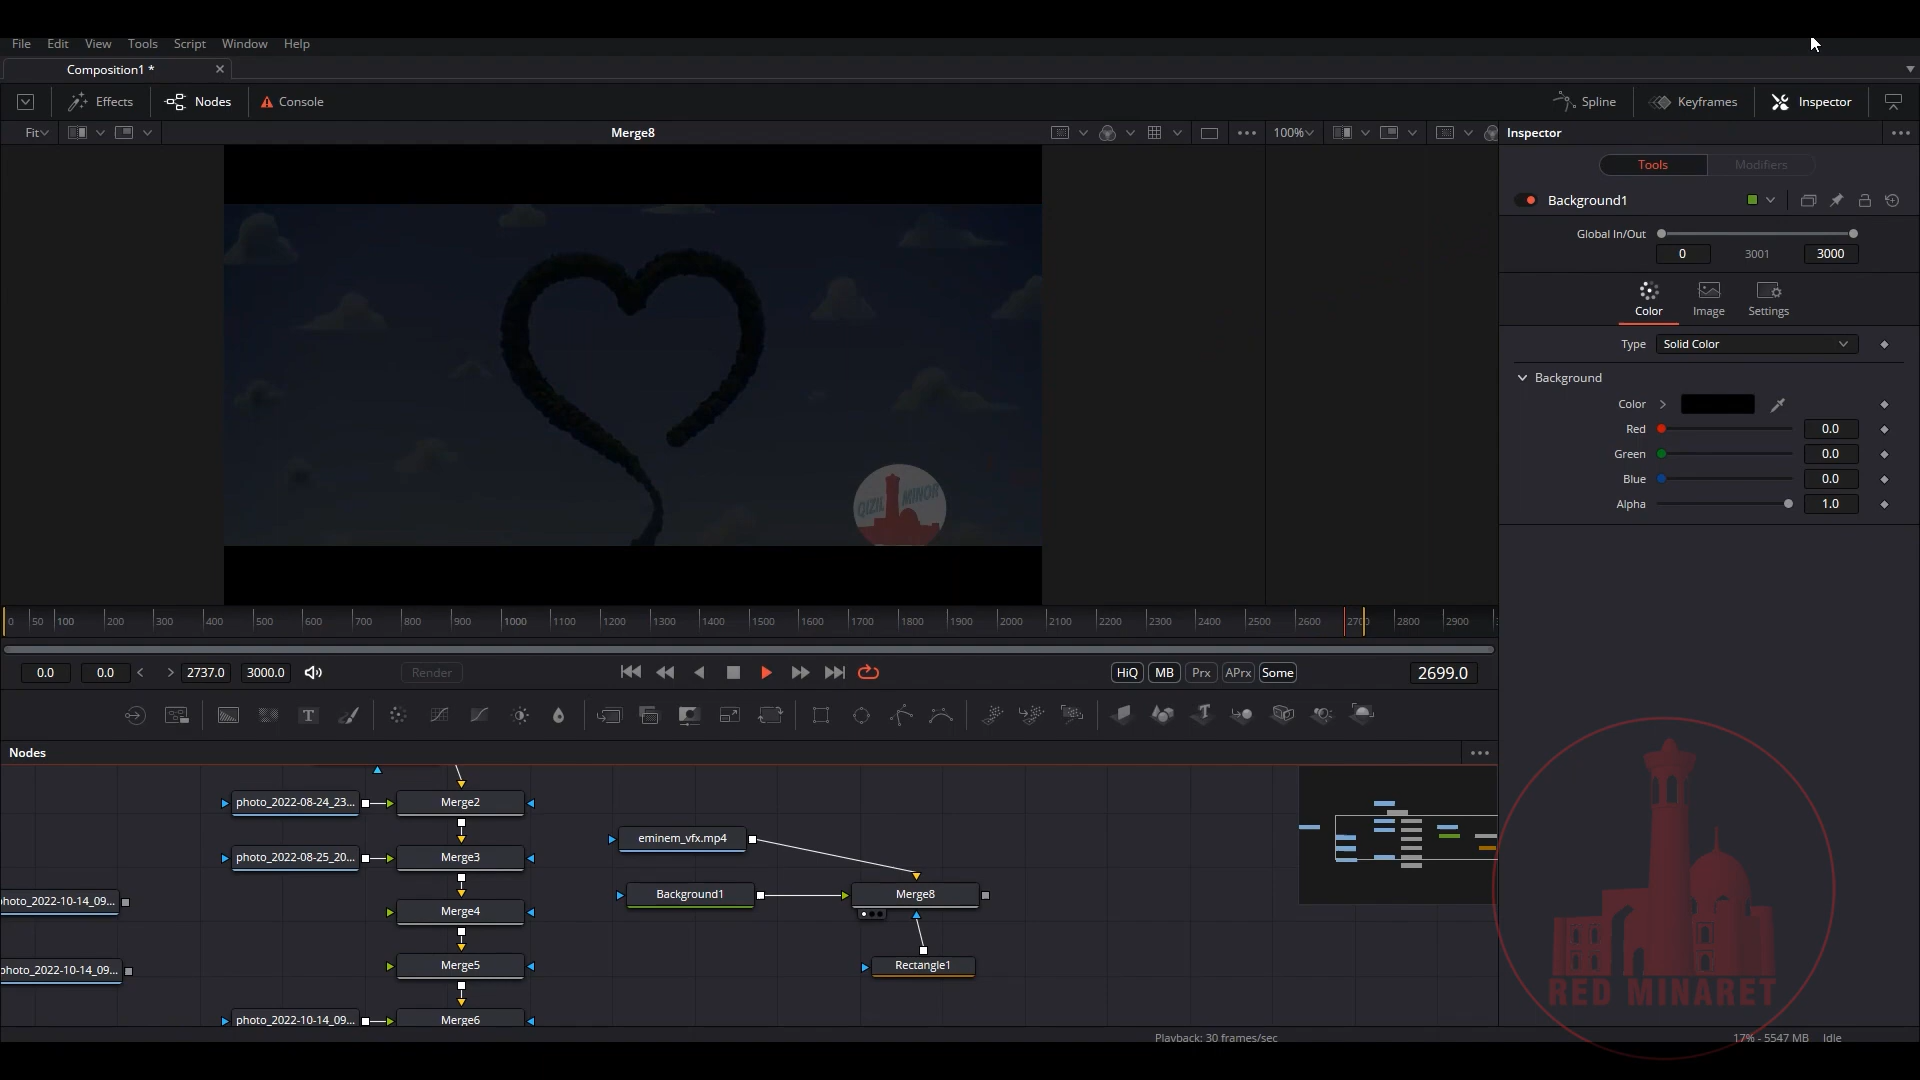 File Edit View Tools Script Window Help
Composition1 *
Effects Nodes Console Spline Keyframes Inspector
Fit Merge8 100% Inspector
Tools Modifiers
Background1
Global In/Out
0 3001 3000
Color Image Settings
Type Solid Color
Background
Color
Red 0.0
Green 0.0
Blue 0.0
Alpha 1.0
QIZIL MINOR
0 50 100 200 300 400 500 600 700 800 900 1000 1100 1200 1300 1400 1500 1600 1700 1800 1900 2000 2100 2200 2300 2400 2500 2600 2700 2800 2900
0.0 0.0 < > 2737.0 3000.0 Render HiQ MB Prx APrx Some 2699.0
Nodes
photo_2022-08-24_23... Merge2
eminem_vfx.mp4
photo_2022-08-25_20... Merge3
hoto_2022-10-14_09... Background1 Merge8
Merge4
Merge5 Rectangle1
hoto_2022-10-14_09...
photo_2022-10-14_09... Merge6
RED MINARET
Playback: 30 frames/sec 17% - 5547 MB Idle